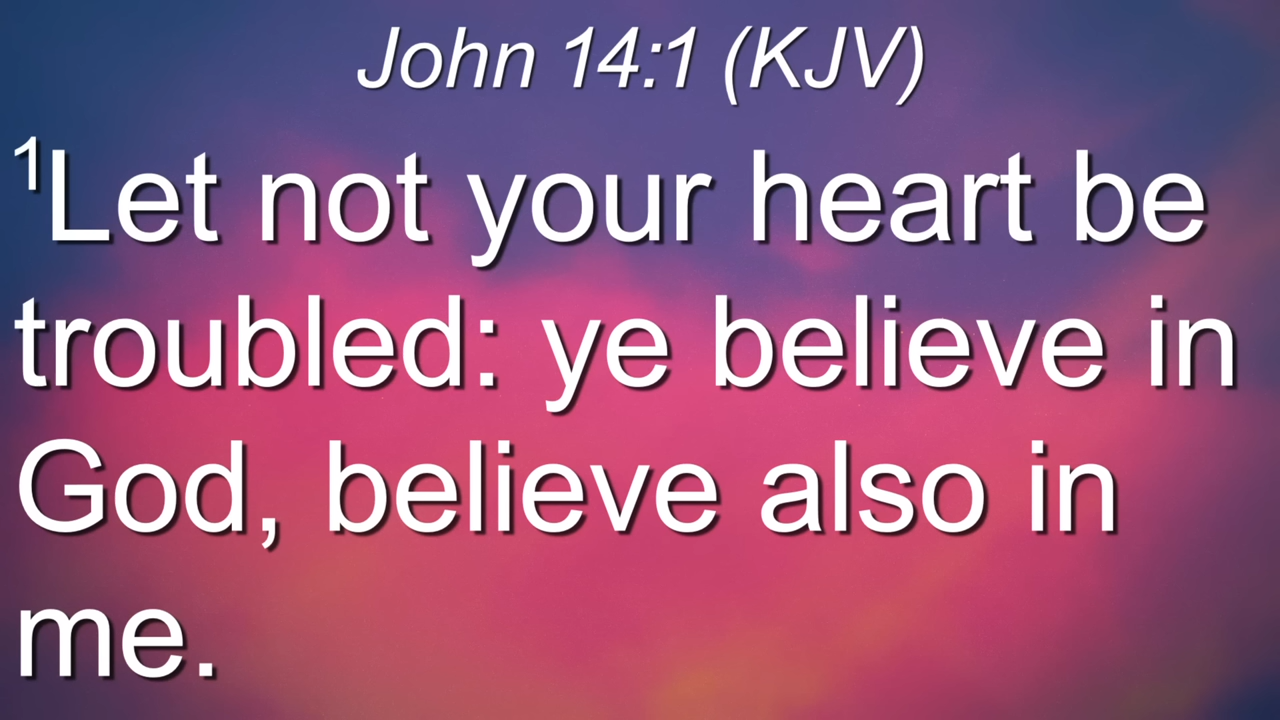 John 14:1 (KJV)
¹Let not your heart be
troubled: ye believe in
God, believe also in
me.